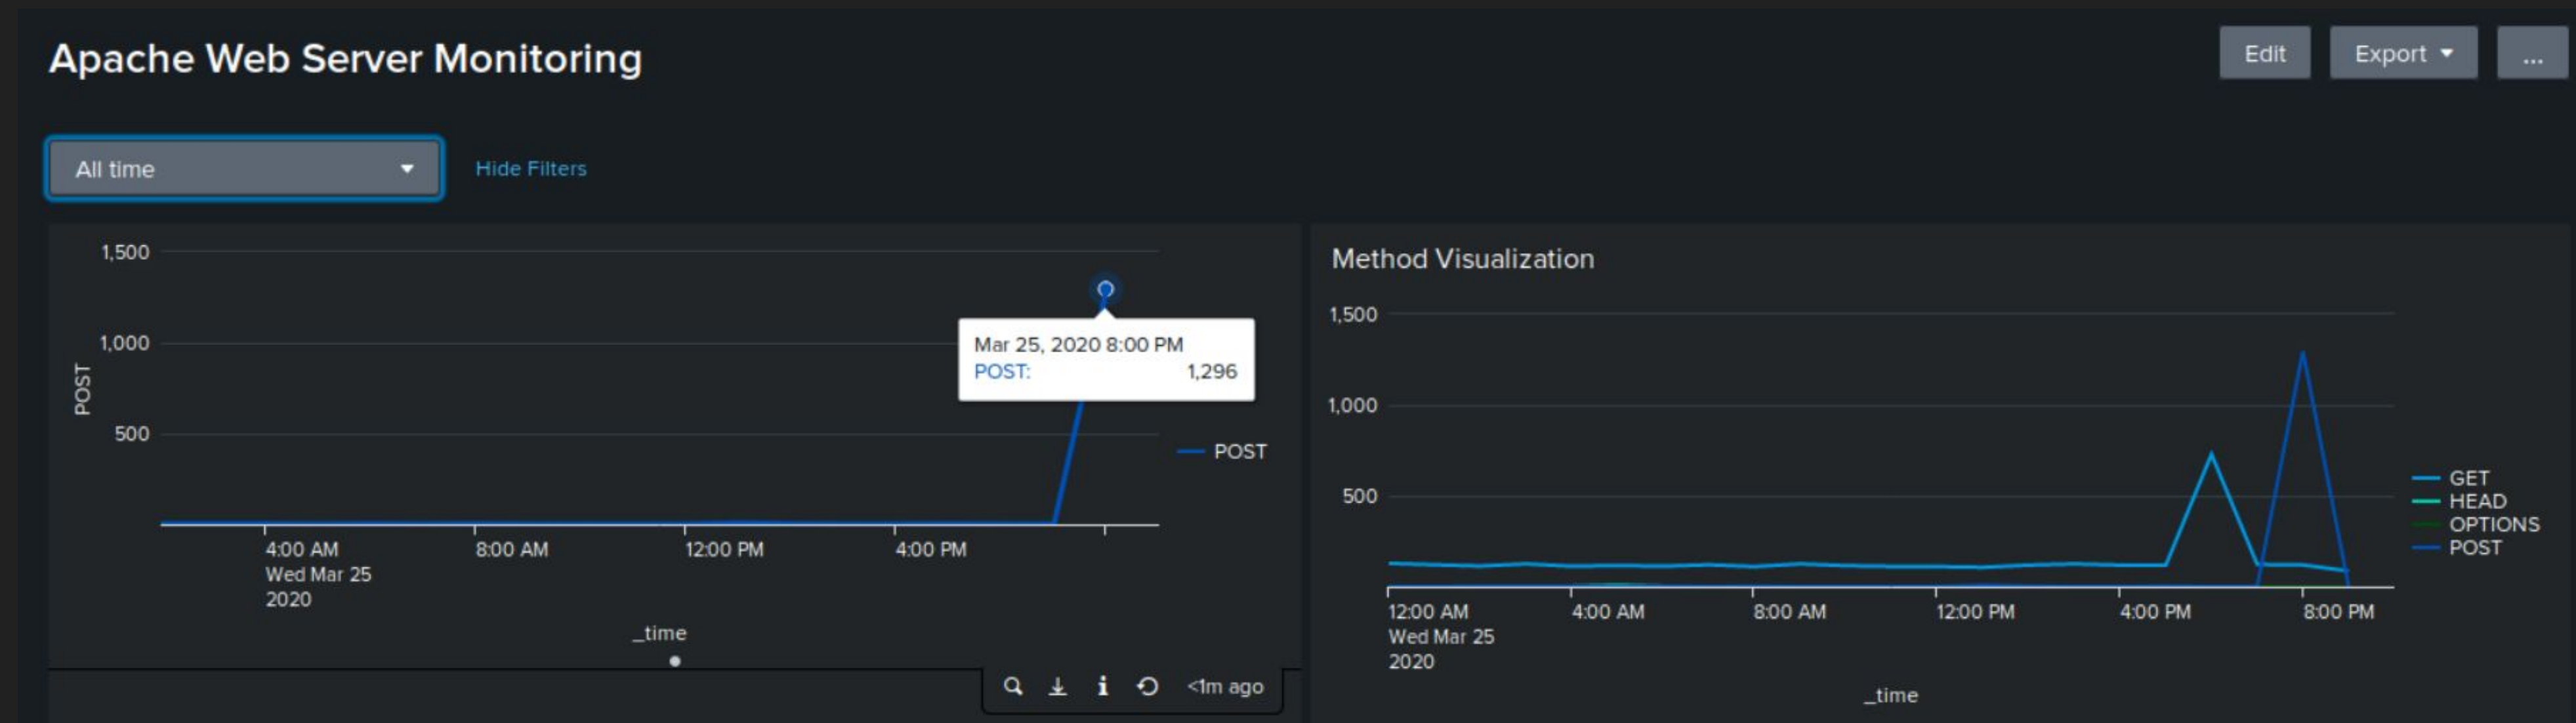 Apache Web Server Monitoring
Edit
Export
...
All time
Hide Filters
1,500
1,000
500
POST
Mar 25, 2020 8:00 PM
POST: 1,296
POST
4:00 AM 8:00 AM 12:00 PM 4:00 PM
Wed Mar 25
2020
_time
<1m ago
Method Visualization
1,500
1,000
500
GET
HEAD
OPTIONS
POST
12:00 AM 4:00 AM 8:00 AM 12:00 PM 4:00 PM 8:00 PM
Wed Mar 25
2020
_time